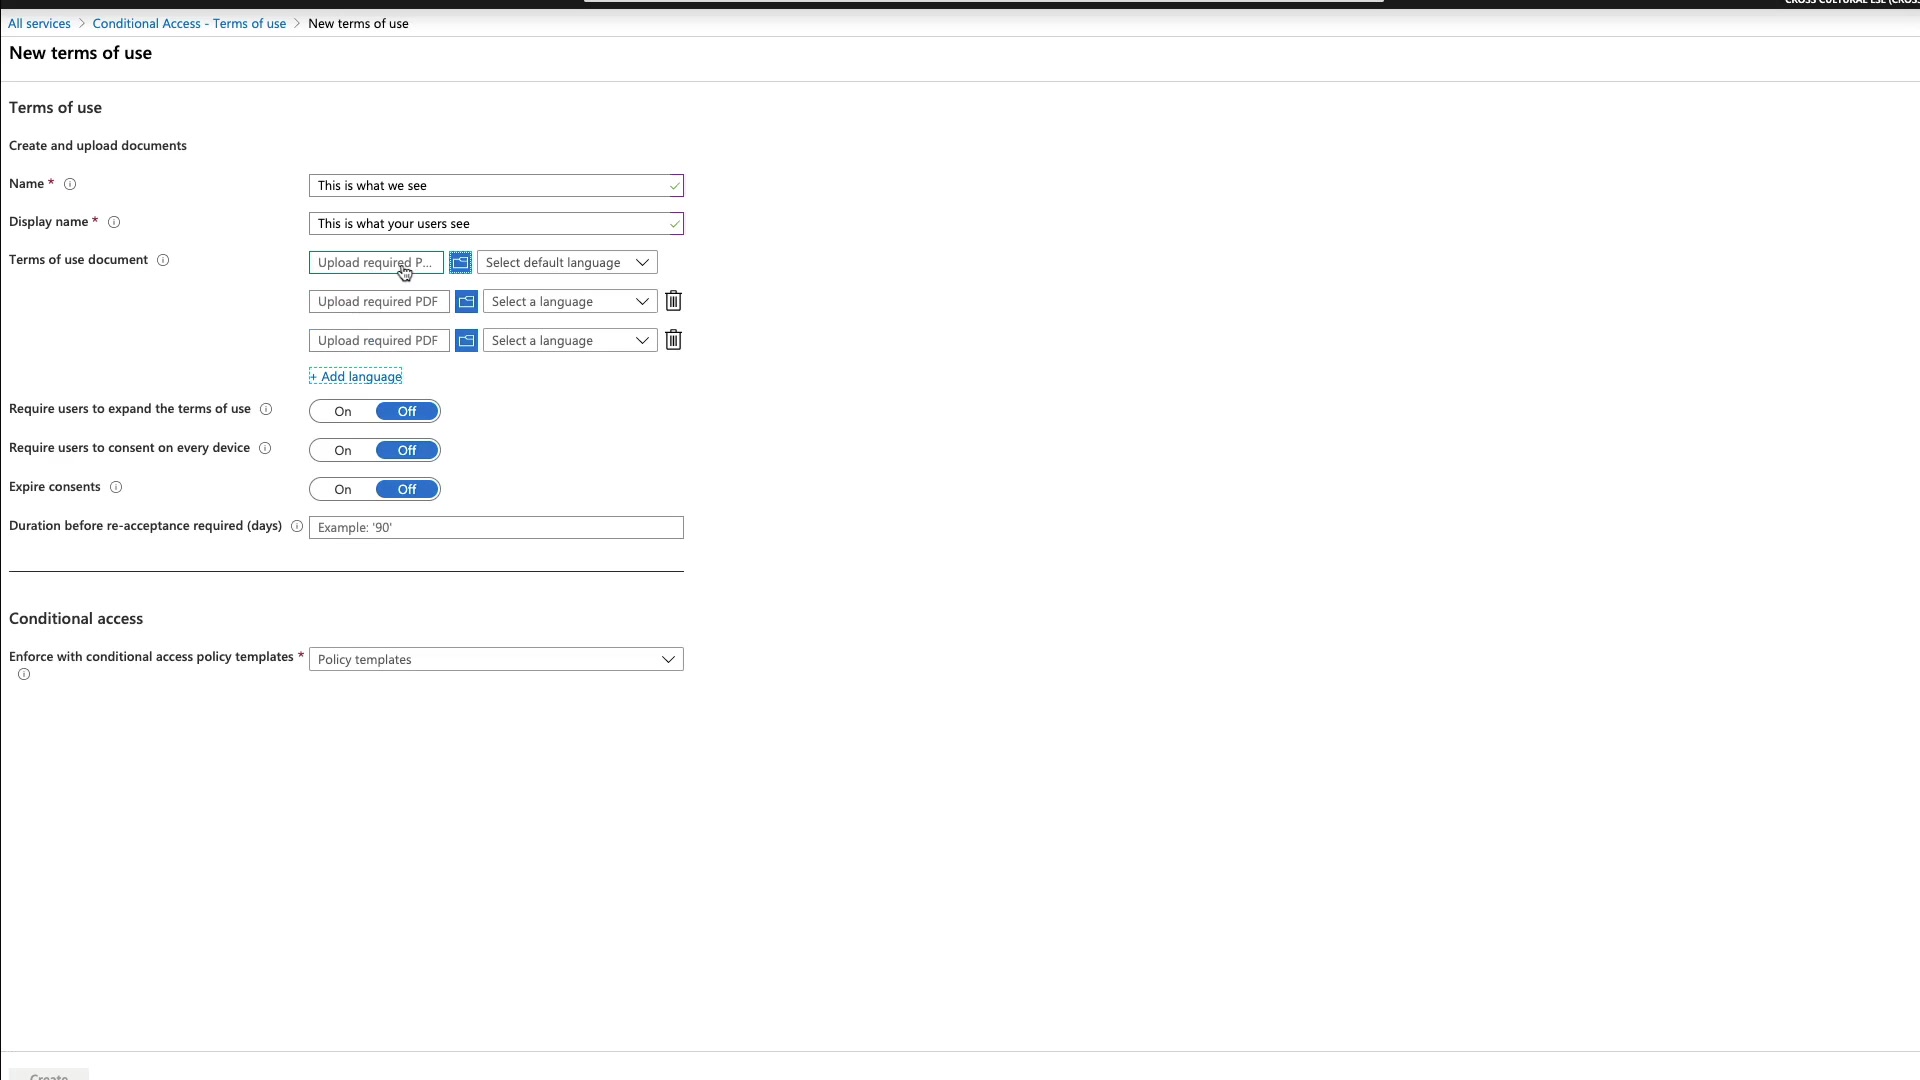 All services > Conditional Access - Terms of use > New terms of use
New terms of use
Terms of use
Create and upload documents
Name *
This is what we see
Display name *
This is what your users see
Terms of use document
Upload required P...
Select default language
Upload required PDF
Select a language
Upload required PDF
Select a language
+ Add language
Require users to expand the terms of use
On Off
Require users to consent on every device
On Off
Expire consents
On Off
Duration before re-acceptance required (days)
Example: '90'
Conditional access
Enforce with conditional access policy templates *
Policy templates
Create